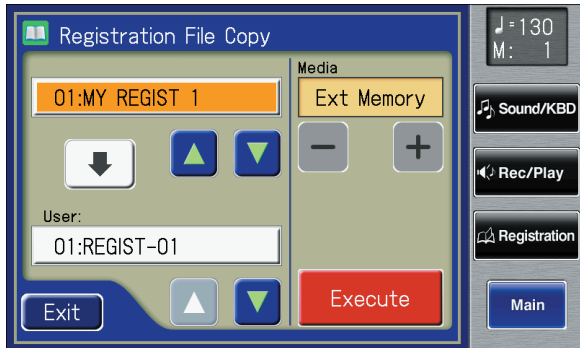 Registration File Copy
01:MY REGIST 1
Media
Ext Memory
User:
01:REGIST-01
Exit
Execute
♩=130
M: 1
Sound/KBD
Rec/Play
Registration
Main